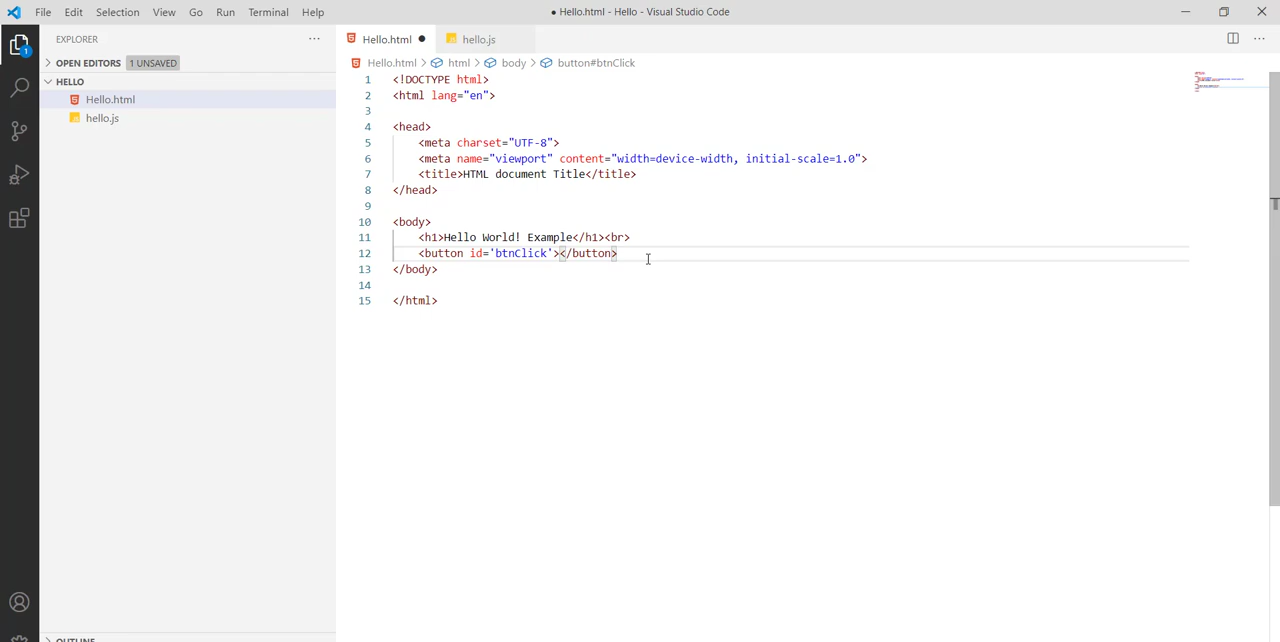 File Edit Selection View Go Run Terminal Help ● Hello.html - Hello - Visual Studio Code
EXPLORER ···
OPEN EDITORS 1 UNSAVED
HELLO
Hello.html
hello.js
1
OUTLINE
Hello.html ● hello.js
Hello.html > html > body > button#btnClick
1 <!DOCTYPE html>
2 <html lang="en">
3
4 <head>
5 <meta charset="UTF-8">
6 <meta name="viewport" content="width=device-width, initial-scale=1.0">
7 <title>HTML document Title</title>
8 </head>
9
10 <body>
11 <h1>Hello World! Example</h1><br>
12 <button id='btnClick'></button>
13 </body>
14
15 </html>